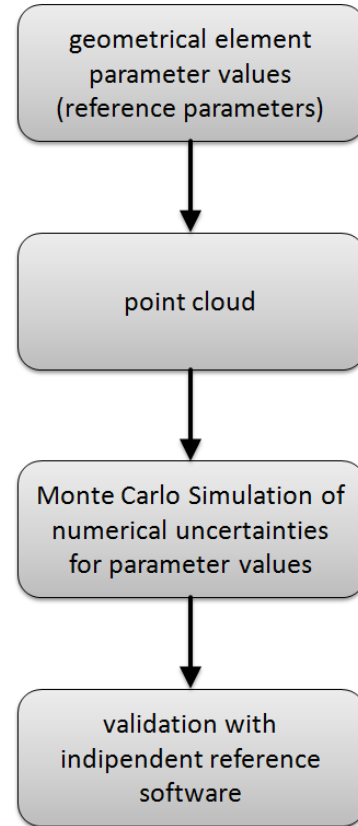 geometrical element
parameter values
(reference parameters)
point cloud
Monte Carlo Simulation of
numerical uncertainties
for parameter values
validation with
indipendent reference
software